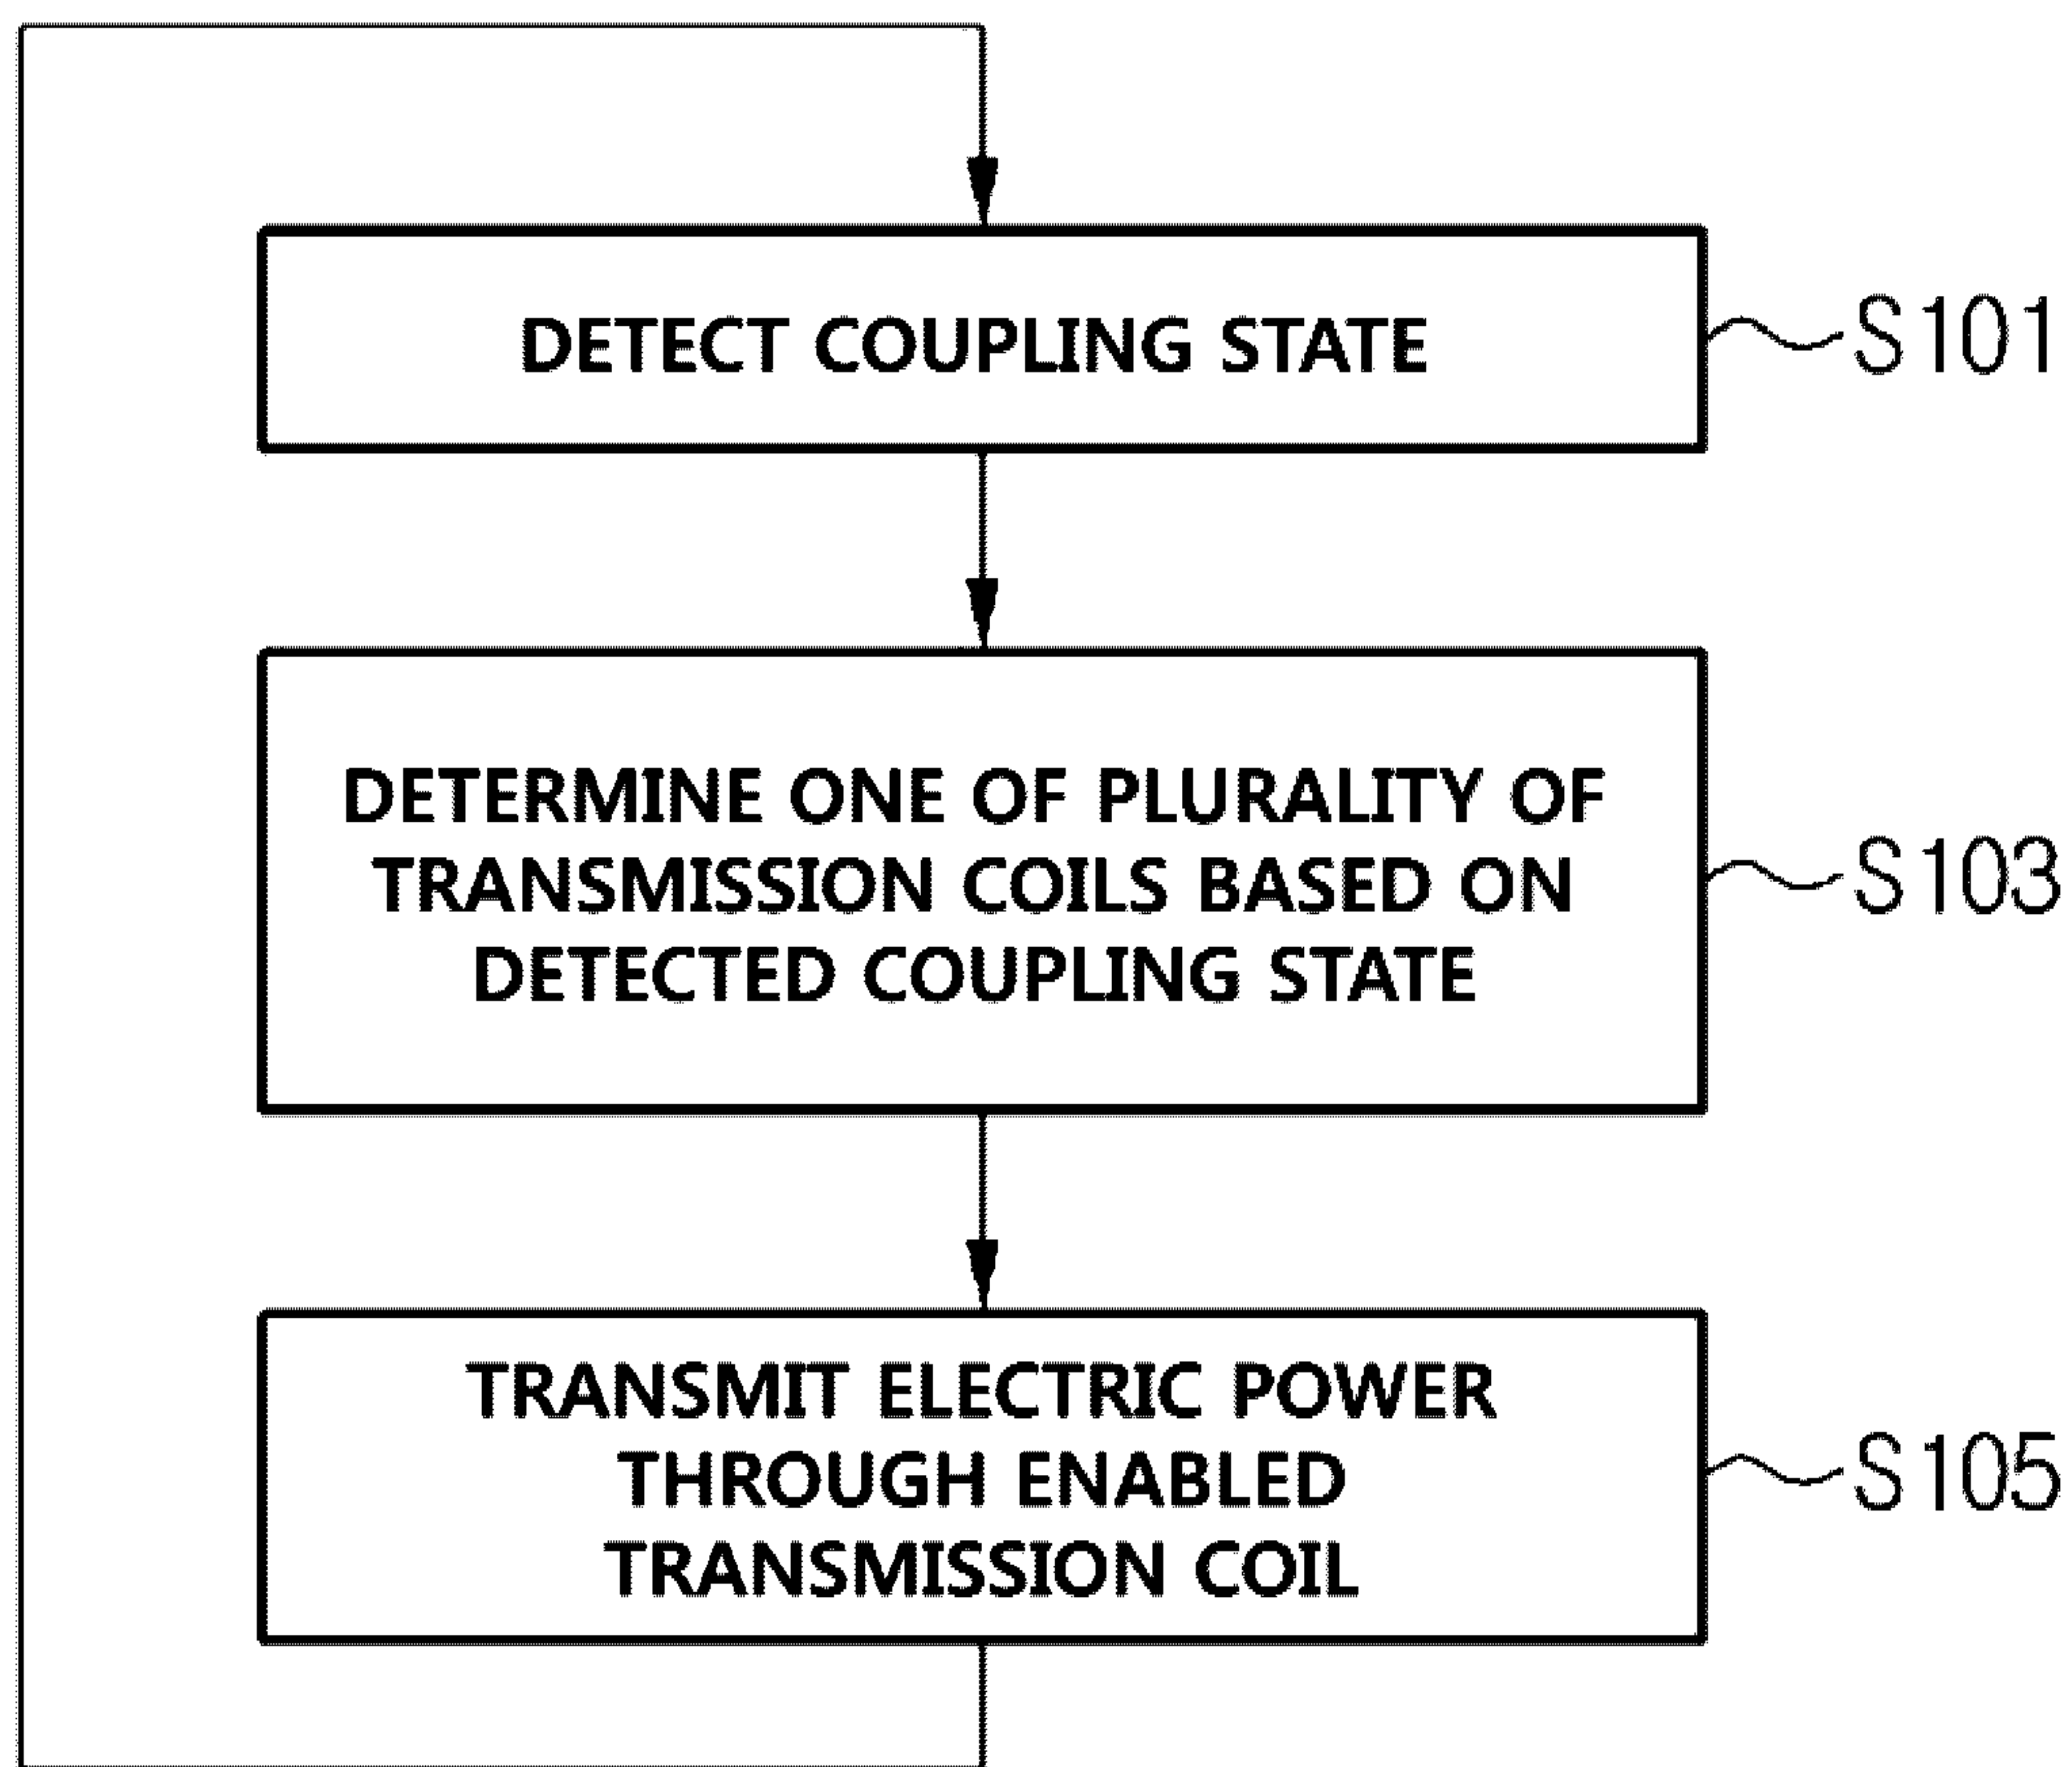 DETECT COUPLING STATE
S101
DETERMINE ONE OF PLURALITY OF
TRANSMISSION COILS BASED ON
DETECTED COUPLING STATE
S103
TRANSMIT ELECTRIC POWER
THROUGH ENABLED
TRANSMISSION COIL
S105